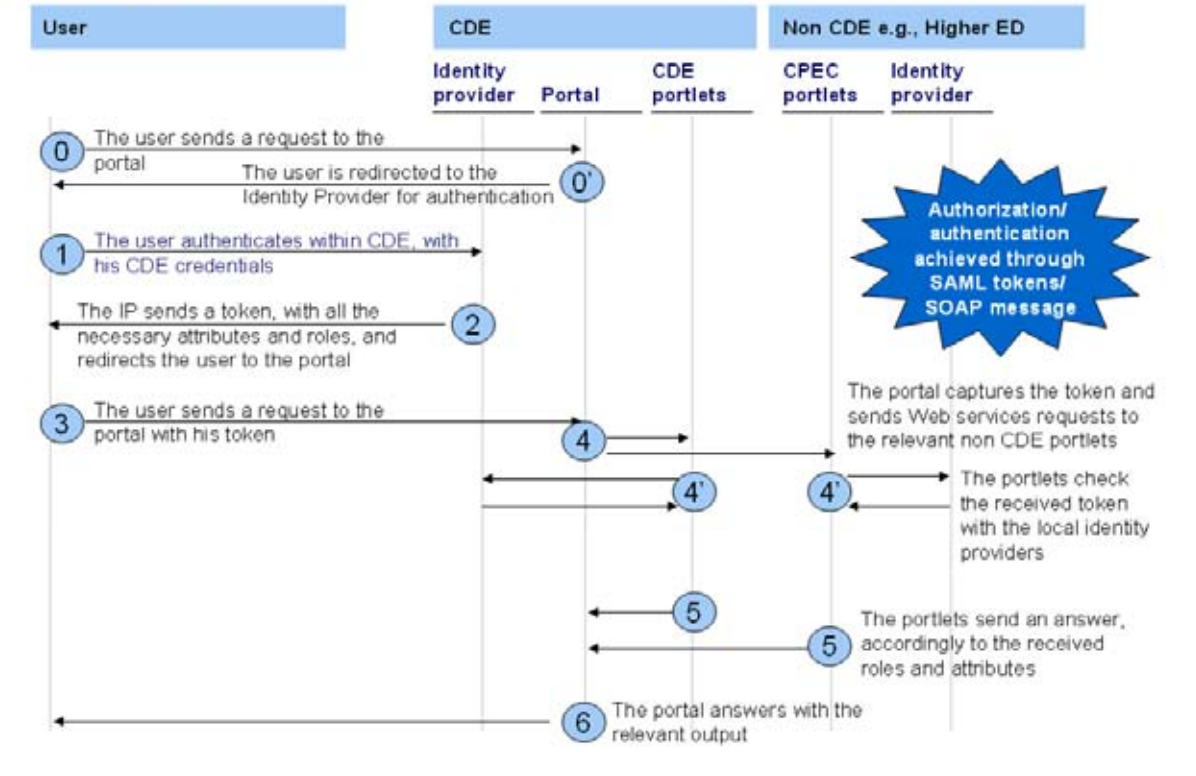 User
CDE
Non CDE e.g., Higher ED
Identity
provider
Portal
CDE
portlets
CPEC
portlets
Identity
provider
0
The user sends a request to the
portal
The user is redirected to the
Identity Provider for authentication
0'
Authorization/
authentication
achieved through
SAML tokens/
SOAP message
1
The user authenticates within CDE, with
his CDE credentials
The IP sends a token, with all the
necessary attributes and roles, and
redirects the user to the portal
2
3
The user sends a request to the
portal with his token
4
The portal captures the token and
sends Web services requests to
the relevant non CDE portlets
4'
4'
The portlets check
the received token
with the local identity
providers
5
5
The portlets send an answer,
accordingly to the received
roles and attributes
6
The portal answers with the
relevant output